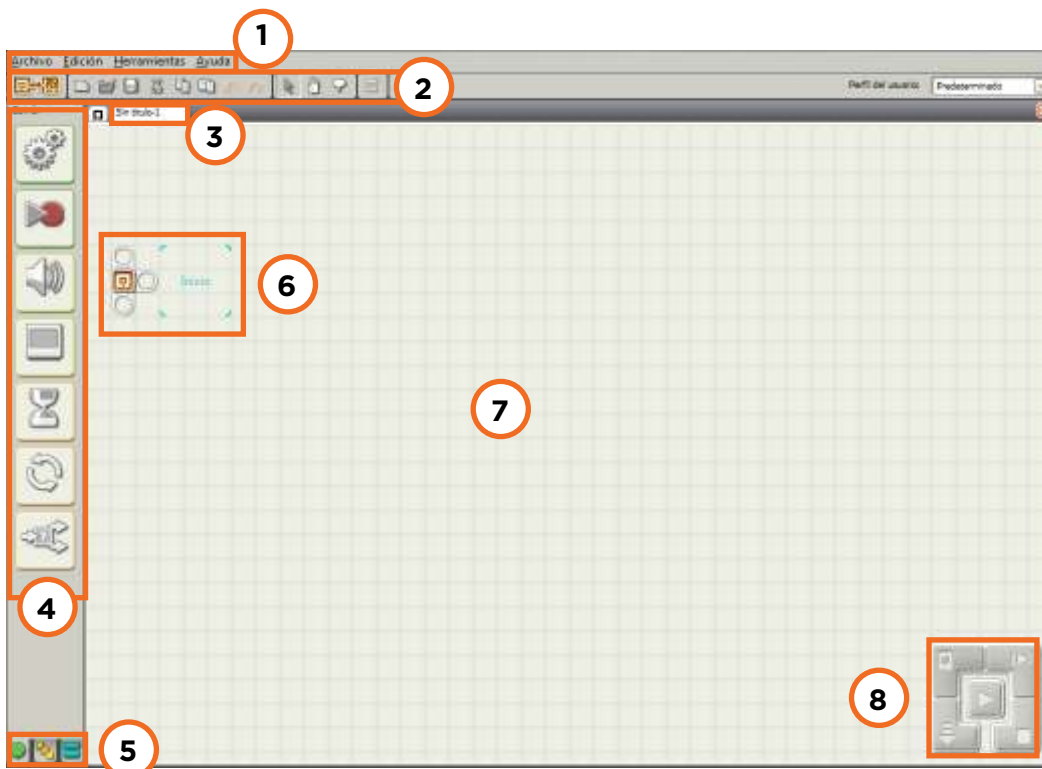 1
Archivo Edición Herramientas Ayuda
2
Perfil del usuario: Predeterminado
Sin título-1
3
6
Inicio
7
4
8
5